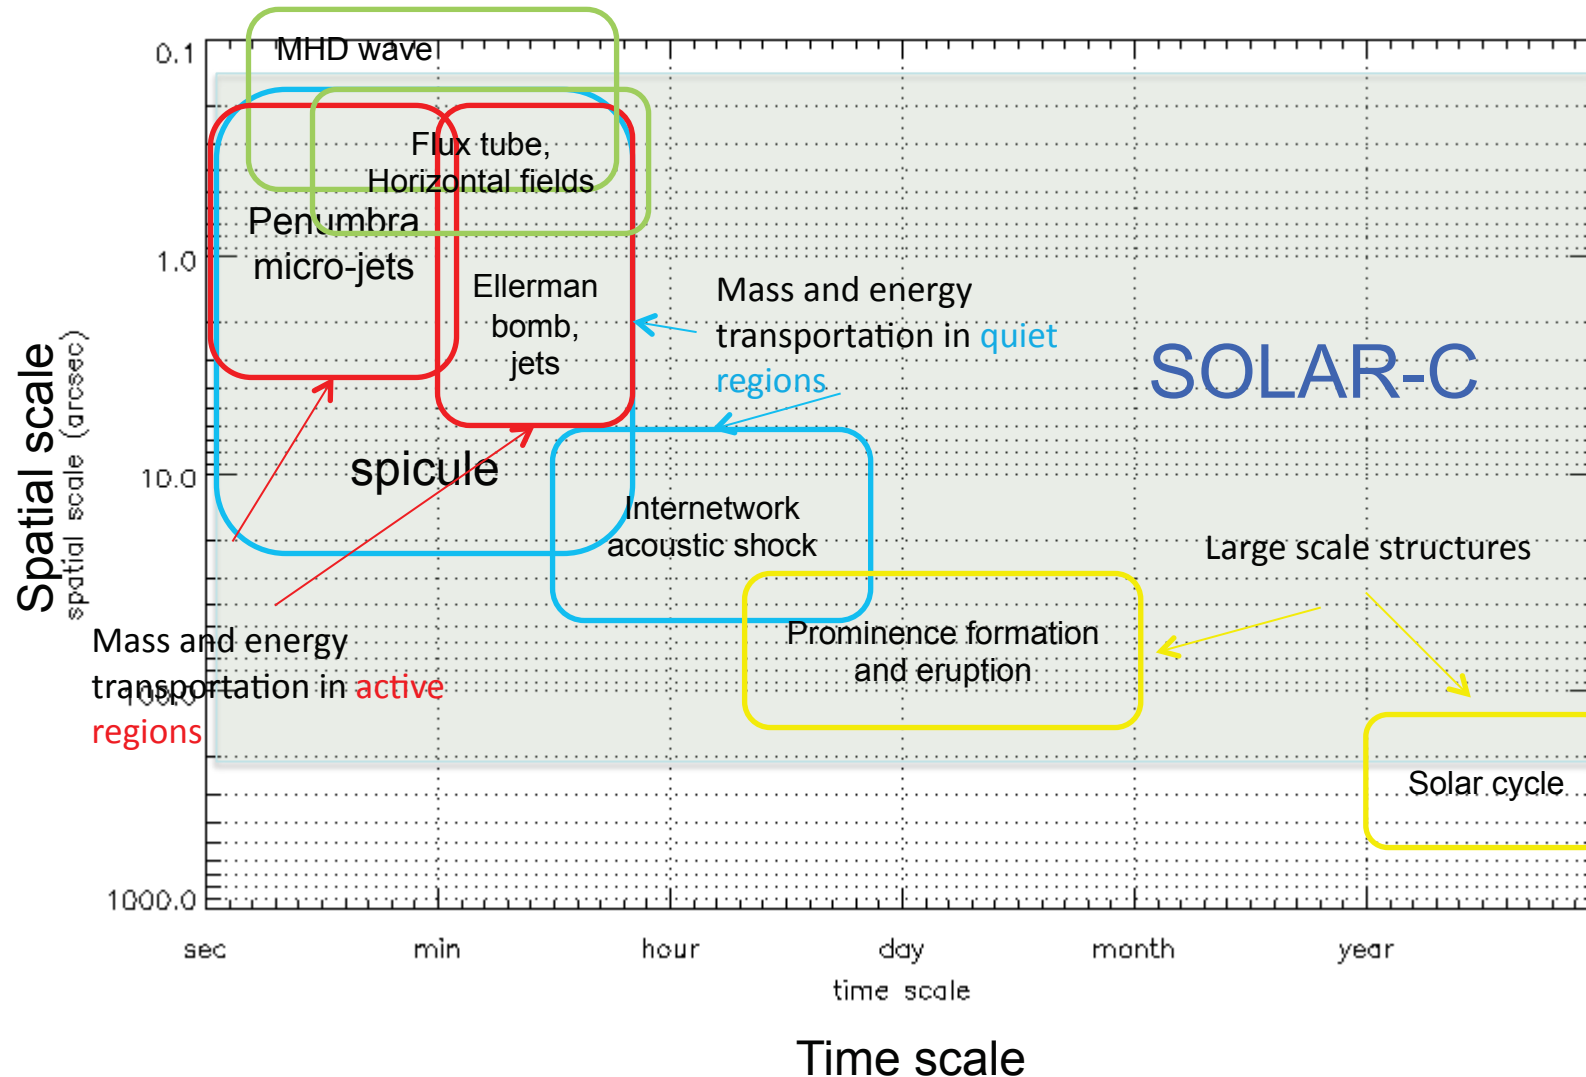 MHD wave
0.1
Flux tube,
Horizontal fields
Penumbra
micro-jets
1.0
Ellerman
bomb,
jets
Mass and energy
transportation in quiet
regions
SOLAR-C
spicule
10.0
Internetwork
acoustic shock
Large scale structures
Prominence formation
and eruption
Mass and energy
transportation in active
regions
100.0
Solar cycle
1000.0
Spatial scale
spatial scale (arcsec)
sec min hour day month year
time scale
Time scale